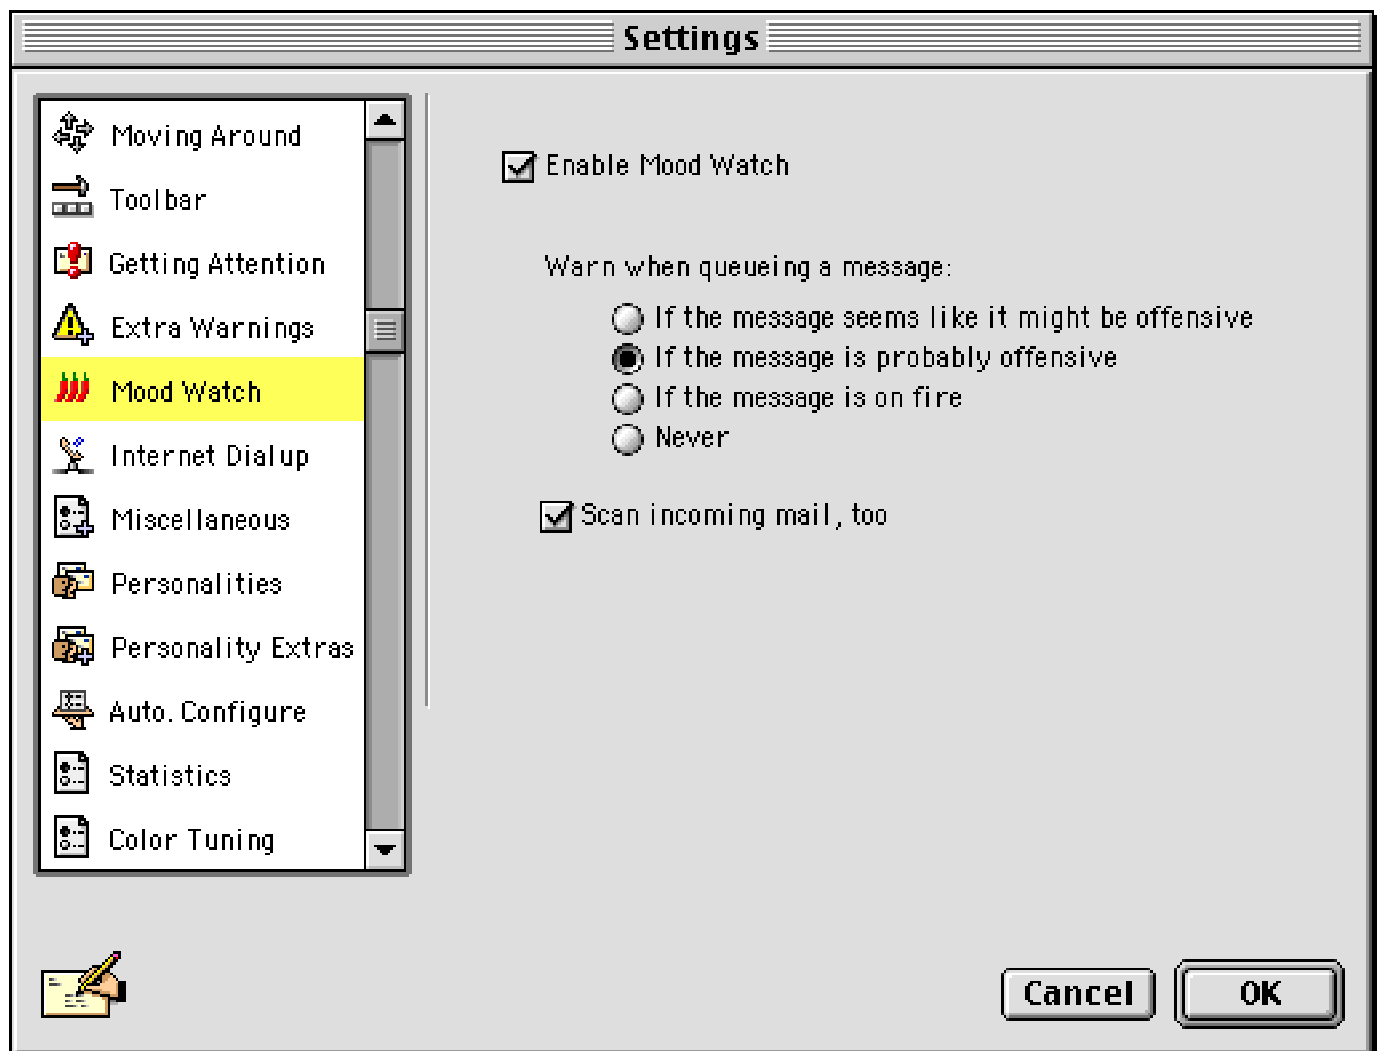 Settings
Moving Around
Toolbar
Getting Attention
Extra Warnings
Mood Watch
Internet Dialup
Miscellaneous
Personalities
Personality Extras
Auto. Configure
Statistics
Color Tuning
Enable Mood Watch
Warn when queueing a message:
If the message seems like it might be offensive
If the message is probably offensive
If the message is on fire
Never
Scan incoming mail, too
Cancel
OK